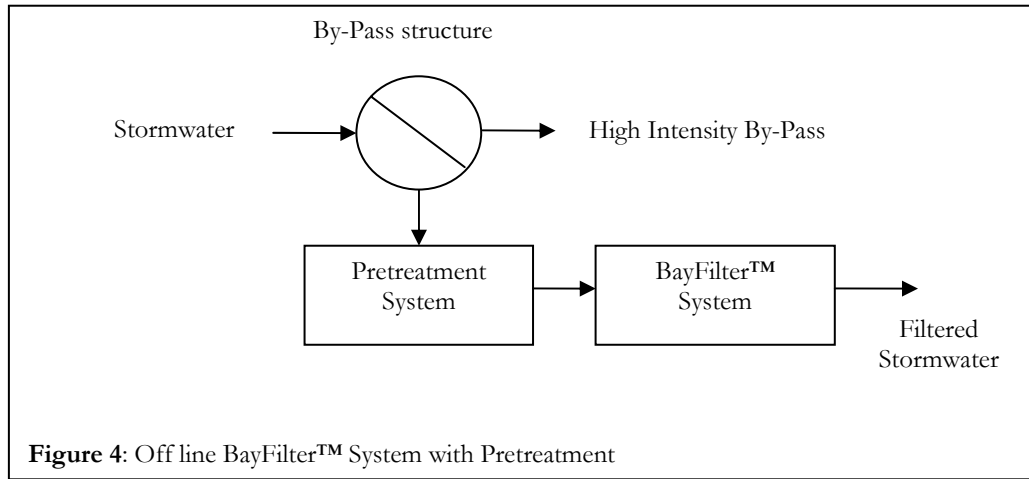 By-Pass structure
Stormwater
High Intensity By-Pass
Pretreatment
System
BayFilter™
System
Filtered
Stormwater
Figure 4: Off line BayFilter™ System with Pretreatment